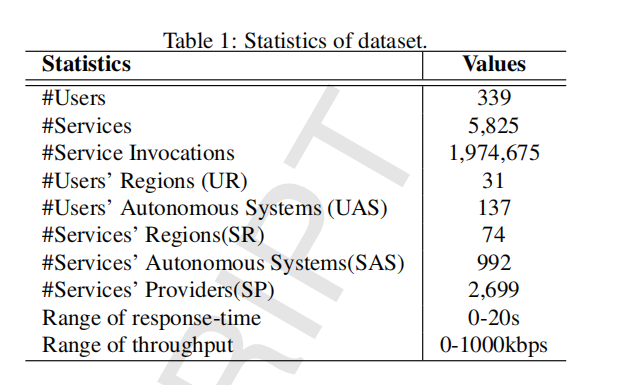 Table 1: Statistics of dataset.
Statistics Values
#Users 339
#Services 5,825
#Service Invocations 1,974,675
#Users' Regions (UR) 31
#Users' Autonomous Systems (UAS) 137
#Services' Regions(SR) 74
#Services' Autonomous Systems(SAS) 992
#Services' Providers(SP) 2,699
Range of response-time 0-20s
Range of throughput 0-1000kbps
RIPT